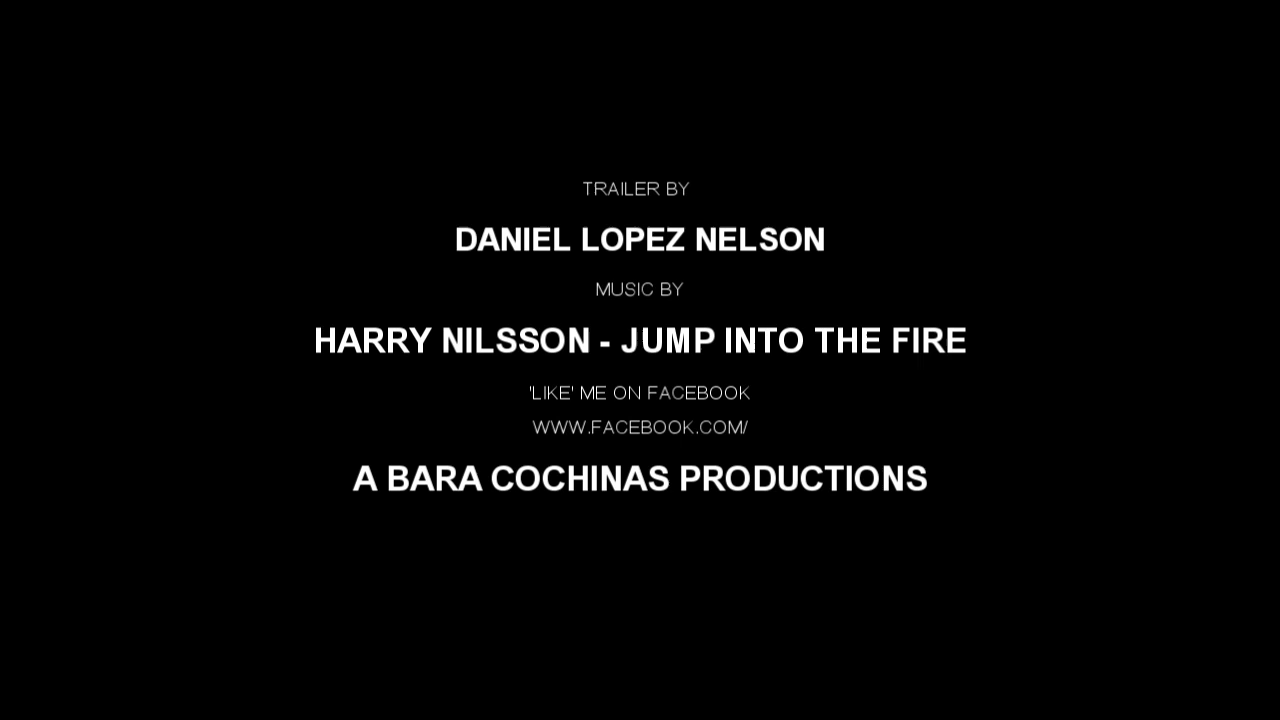 TRAILER BY
DANIEL LOPEZ NELSON
MUSIC BY
HARRY NILSSON - JUMP INTO THE FIRE
'LIKE' ME ON FACEBOOK
WWW.FACEBOOK.COM/
A BARA COCHINAS PRODUCTIONS